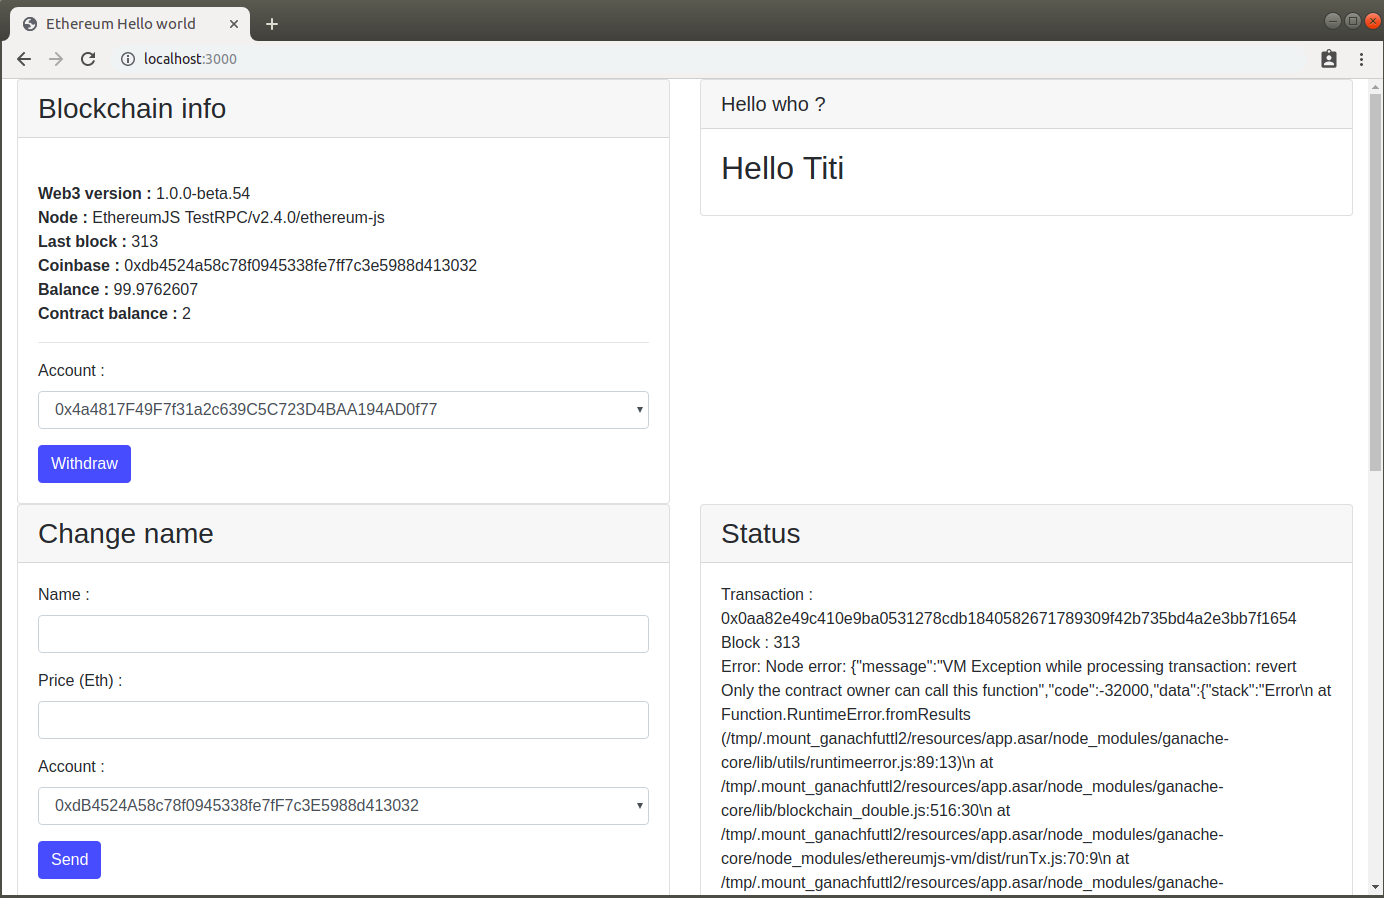 Ethereum Hello world
localhost:3000
Blockchain info
Web3 version : 1.0.0-beta.54
Node : EthereumJS TestRPC/v2.4.0/ethereum-js
Last block : 313
Coinbase : 0xdb4524a58c78f0945338fe7ff7c3e5988d413032
Balance : 99.9762607
Contract balance : 2
Account :
0x4a4817F49F7f31a2c639C5C723D4BAA194AD0f77
Withdraw
Hello who ?
Hello Titi
Change name
Name :
Price (Eth) :
Account :
0xdB4524A58c78f0945338fe7fF7c3E5988d413032
Send
Status
Transaction :
0x0aa82e49c410e9ba0531278cdb1840582671789309f42b735bd4a2e3bb7f1654
Block : 313
Error: Node error: {"message":"VM Exception while processing transaction: revert
Only the contract owner can call this function","code":-32000,"data":{"stack":"Error\n at
Function.RuntimeError.fromResults
(/tmp/.mount_ganachfuttl2/resources/app.asar/node_modules/ganache-
core/lib/utils/runtimeerror.js:89:13)\n at
/tmp/.mount_ganachfuttl2/resources/app.asar/node_modules/ganache-
core/lib/blockchain_double.js:516:30\n at
/tmp/.mount_ganachfuttl2/resources/app.asar/node_modules/ganache-
core/node_modules/ethereumjs-vm/dist/runTx.js:70:9\n at
/tmp/.mount_ganachfuttl2/resources/app.asar/node_modules/ganache-